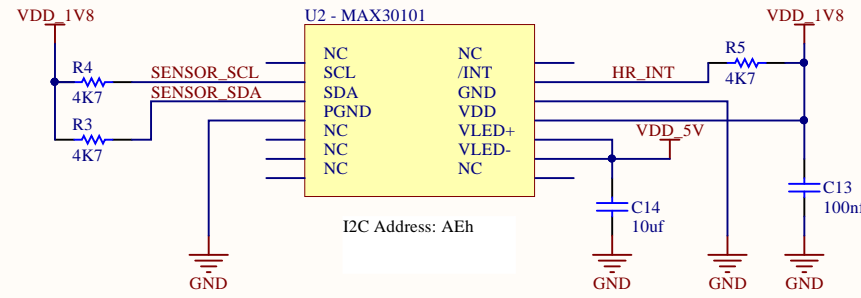 VDD_1V8
U2 - MAX30101
VDD_1V8
NC NC
R4 SENSOR_SCL SCL /INT HR_INT R5
4K7 SENSOR_SDA SDA GND 4K7
PGND VDD
R3 NC VLED+ VDD_5V
4K7 NC VLED-
NC NC
C13
100nf
C14
10uf
I2C Address: AEh
GND GND GND GND